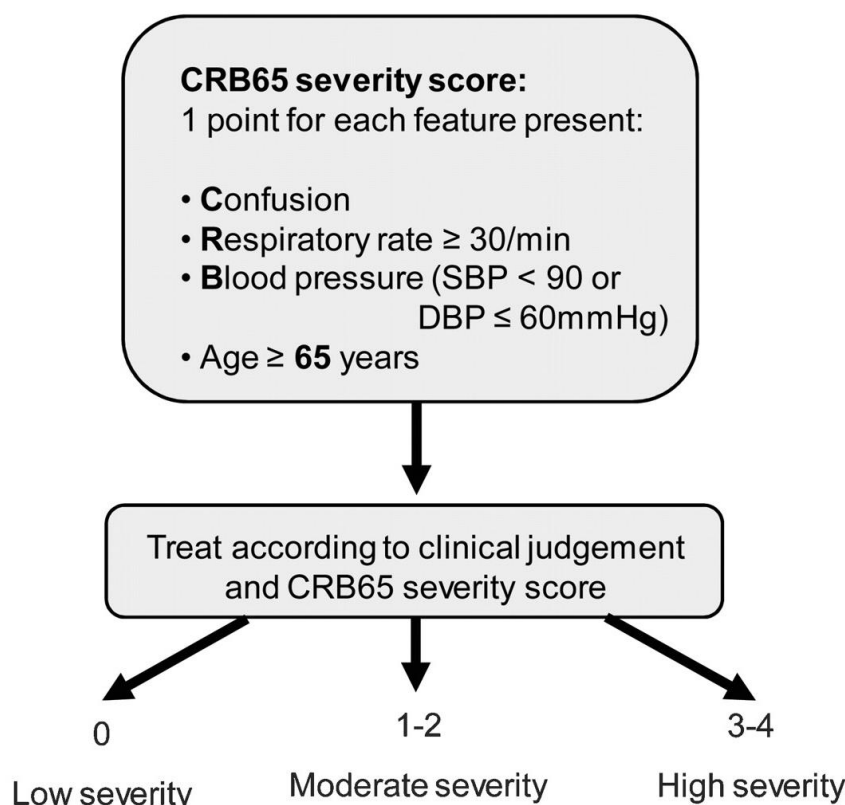 CRB65 severity score:
1 point for each feature present:
• Confusion
• Respiratory rate ≥ 30/min
• Blood pressure (SBP < 90 or
DBP ≤ 60mmHg)
• Age ≥ 65 years
Treat according to clinical judgement
and CRB65 severity score
0
1-2
3-4
Low severity
Moderate severity
High severity